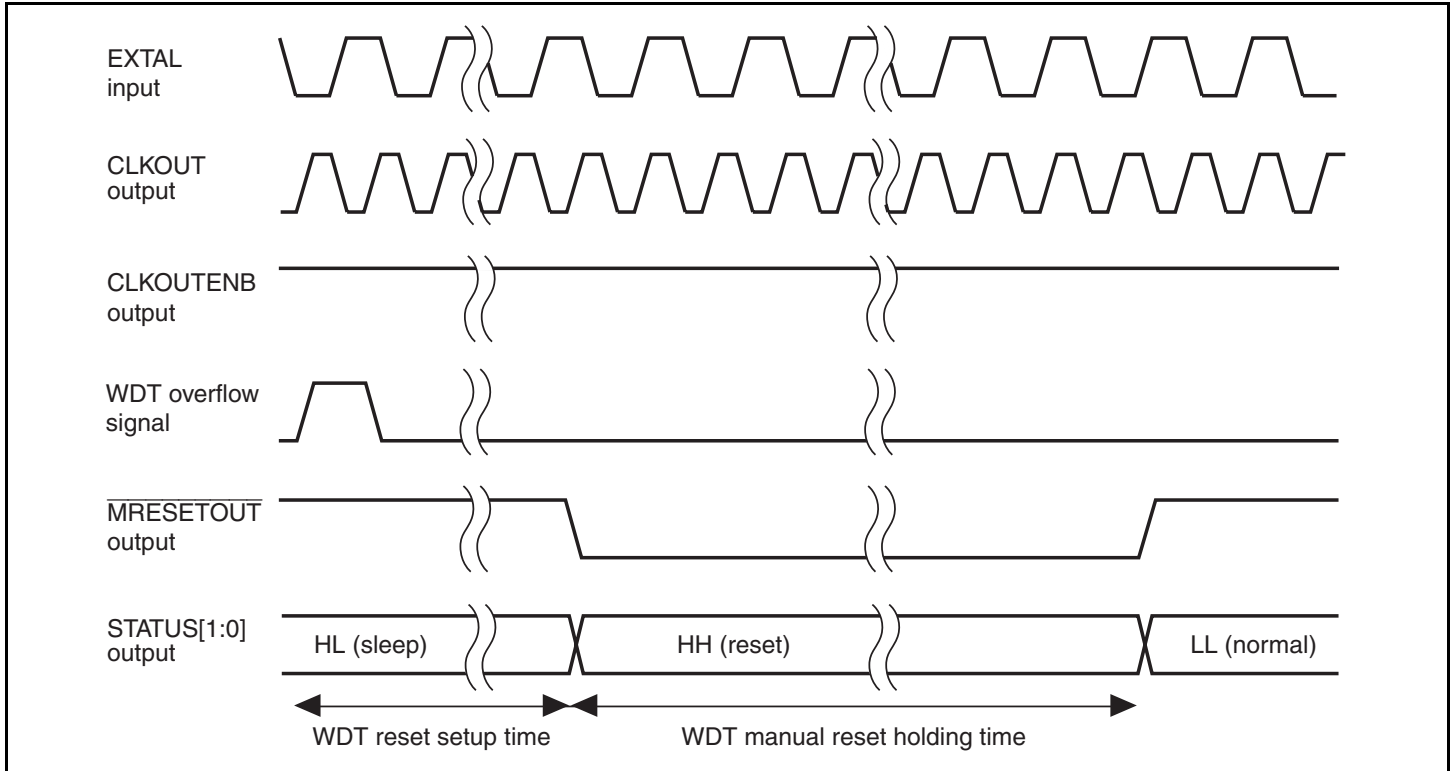 EXTAL
input
CLKOUT
output
CLKOUTENB
output
WDT overflow
signal
MRESETOUT
output
STATUS[1:0]
output
HL (sleep)
HH (reset)
LL (normal)
WDT reset setup time
WDT manual reset holding time